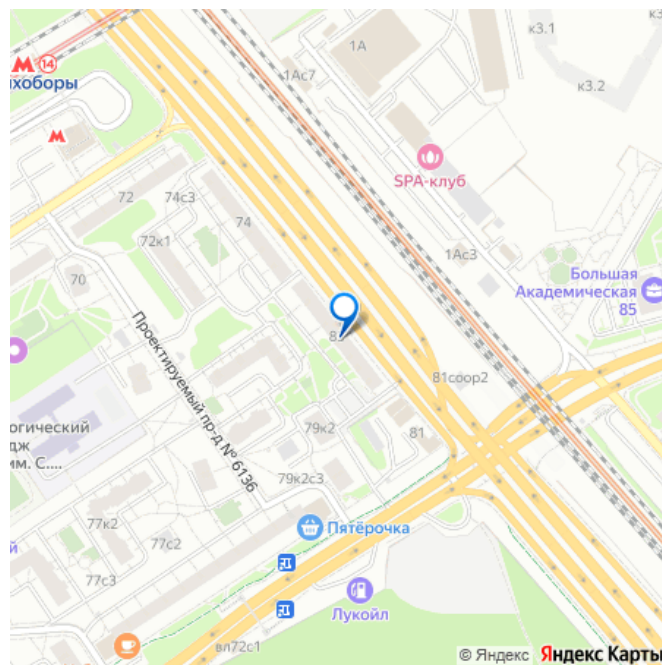 к3.1
к3.
1А
к3.2
14
1Ас7
ихоборы
SPA-клуб
72
74с3
74
72к1
1Ас3
Большая
Академическая
85
70
Проектируемый пр-д № 6136
81соор2
79к2
81
огический
дж
им. С....
79к2с3
77к2
Пятёрочка
77с2
й
77с3
Лукойл
вл72с1
© Яндекс Яндекс Карты